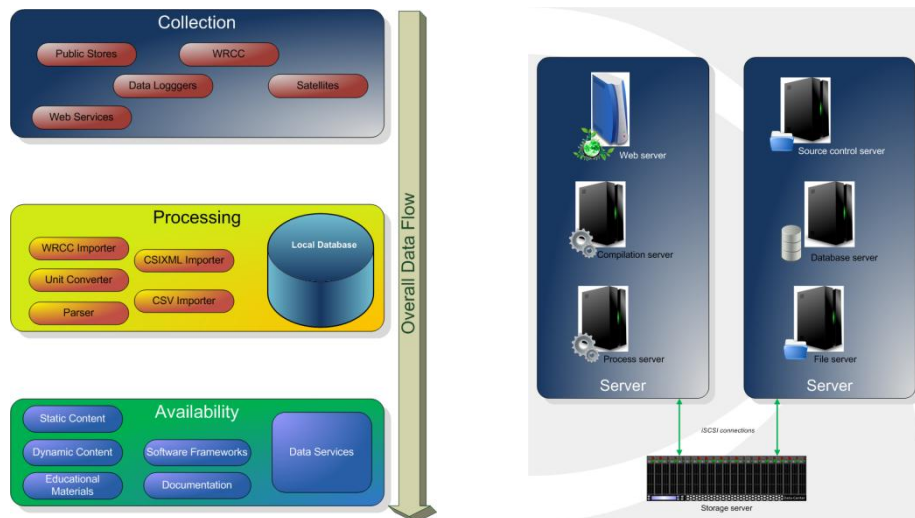 Collection
Public Stores
WRCC
Data Logggers
Satellites
Web Services
Processing
WRCC Importer
CSIXML Importer
Unit Converter
CSV Importer
Parser
Local Database
Availability
Static Content
Dynamic Content
Software Frameworks
Educational
Materials
Documentation
Data Services
Overall Data Flow
Web server
Compilation server
Process server
Server
Source control server
Database server
File server
Server
iSCSI connections
Storage server